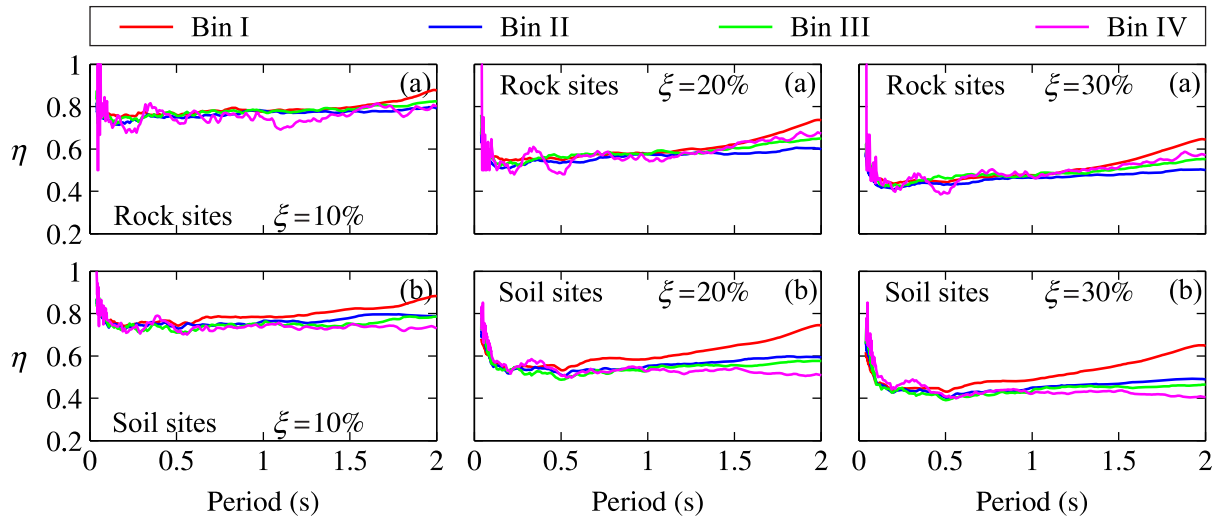 Bin I Bin II Bin III Bin IV
1 (a) Rock sites ξ=20% (a) Rock sites ξ=30% (a)
0.8
η 0.6
0.4
Rock sites ξ=10%
0.2
1 (b) Soil sites ξ=20% (b) Soil sites ξ=30% (b)
0.8
η 0.6
0.4
Soil sites ξ=10%
0.2
0 0.5 1 1.5 2 0 0.5 1 1.5 2 0 0.5 1 1.5 2
Period (s) Period (s) Period (s)